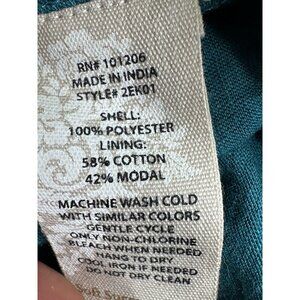 RN# 101206
MADE IN INDIA
STYLE# 2EK01
SHELL:
100% POLYESTER
LINING:
58% COTTON
42% MODAL
MACHINE WASH COLD
WITH SIMILAR COLORS
GENTLE CYCLE
ONLY NON-CHLORINE
BLEACH WHEN NEEDED
HANG TO DRY
COOL IRON IF NEEDED
DO NOT DRY CLEAN